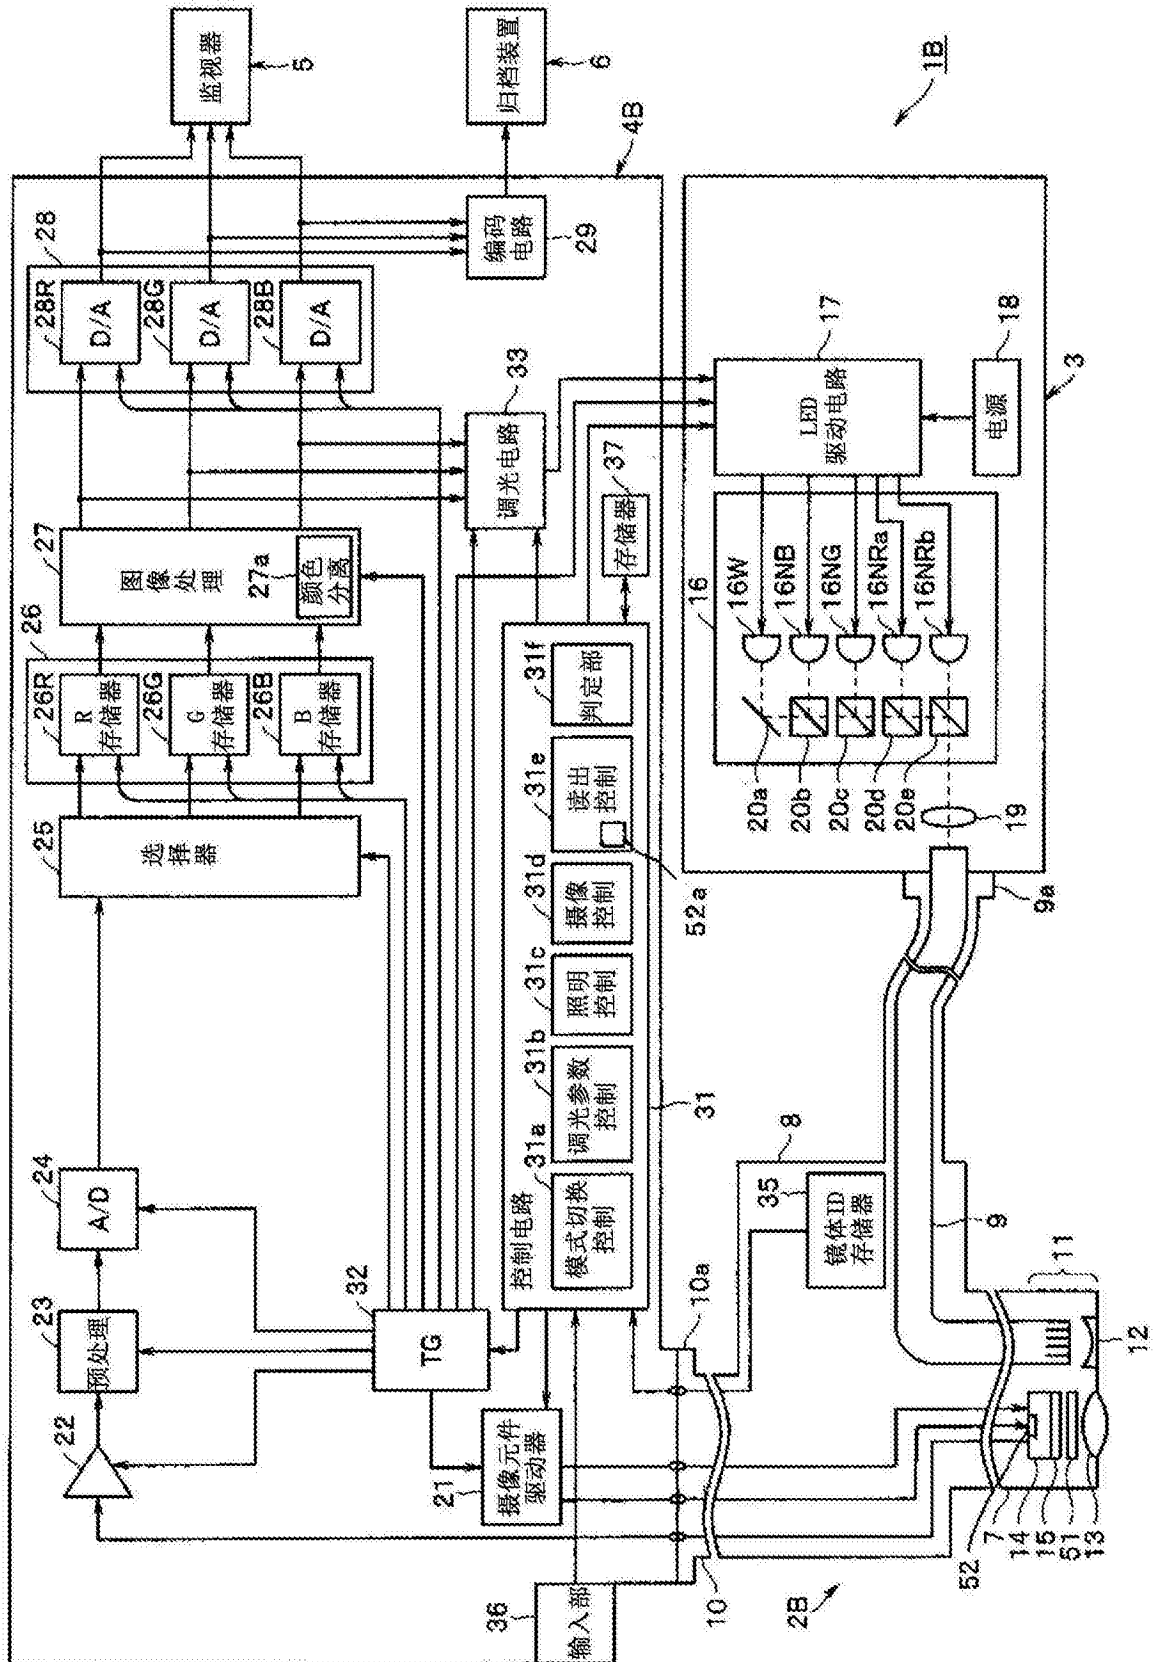 36
输入部
22
23
预处理
24
A/D
25
选择器
26
26R
R
存储器
26G
G
存储器
26B
B
存储器
27
图像处理
27a
颜色
分离
28
28R
D/A
28G
D/A
28B
D/A
监视器
5
归档装置
6
编码
电路
29
4B
32
TG
33
调光电路
37
存储器
21
摄像元件
驱动器
控制电路
31a
模式切换
控制
31b
调光参数
控制
31c
照明
控制
31d
摄像
控制
31e
读出
控制
52a
31f
判定部
31
1B
10a
10
2B
8
35
镜体ID
存储器
9
9a
11
12
52
7
14
15
51
13
16
16W
16NB
16NG
16NRa
16NRb
20a
20b
20c
20d
20e
19
17
LED
驱动电路
18
电源
3